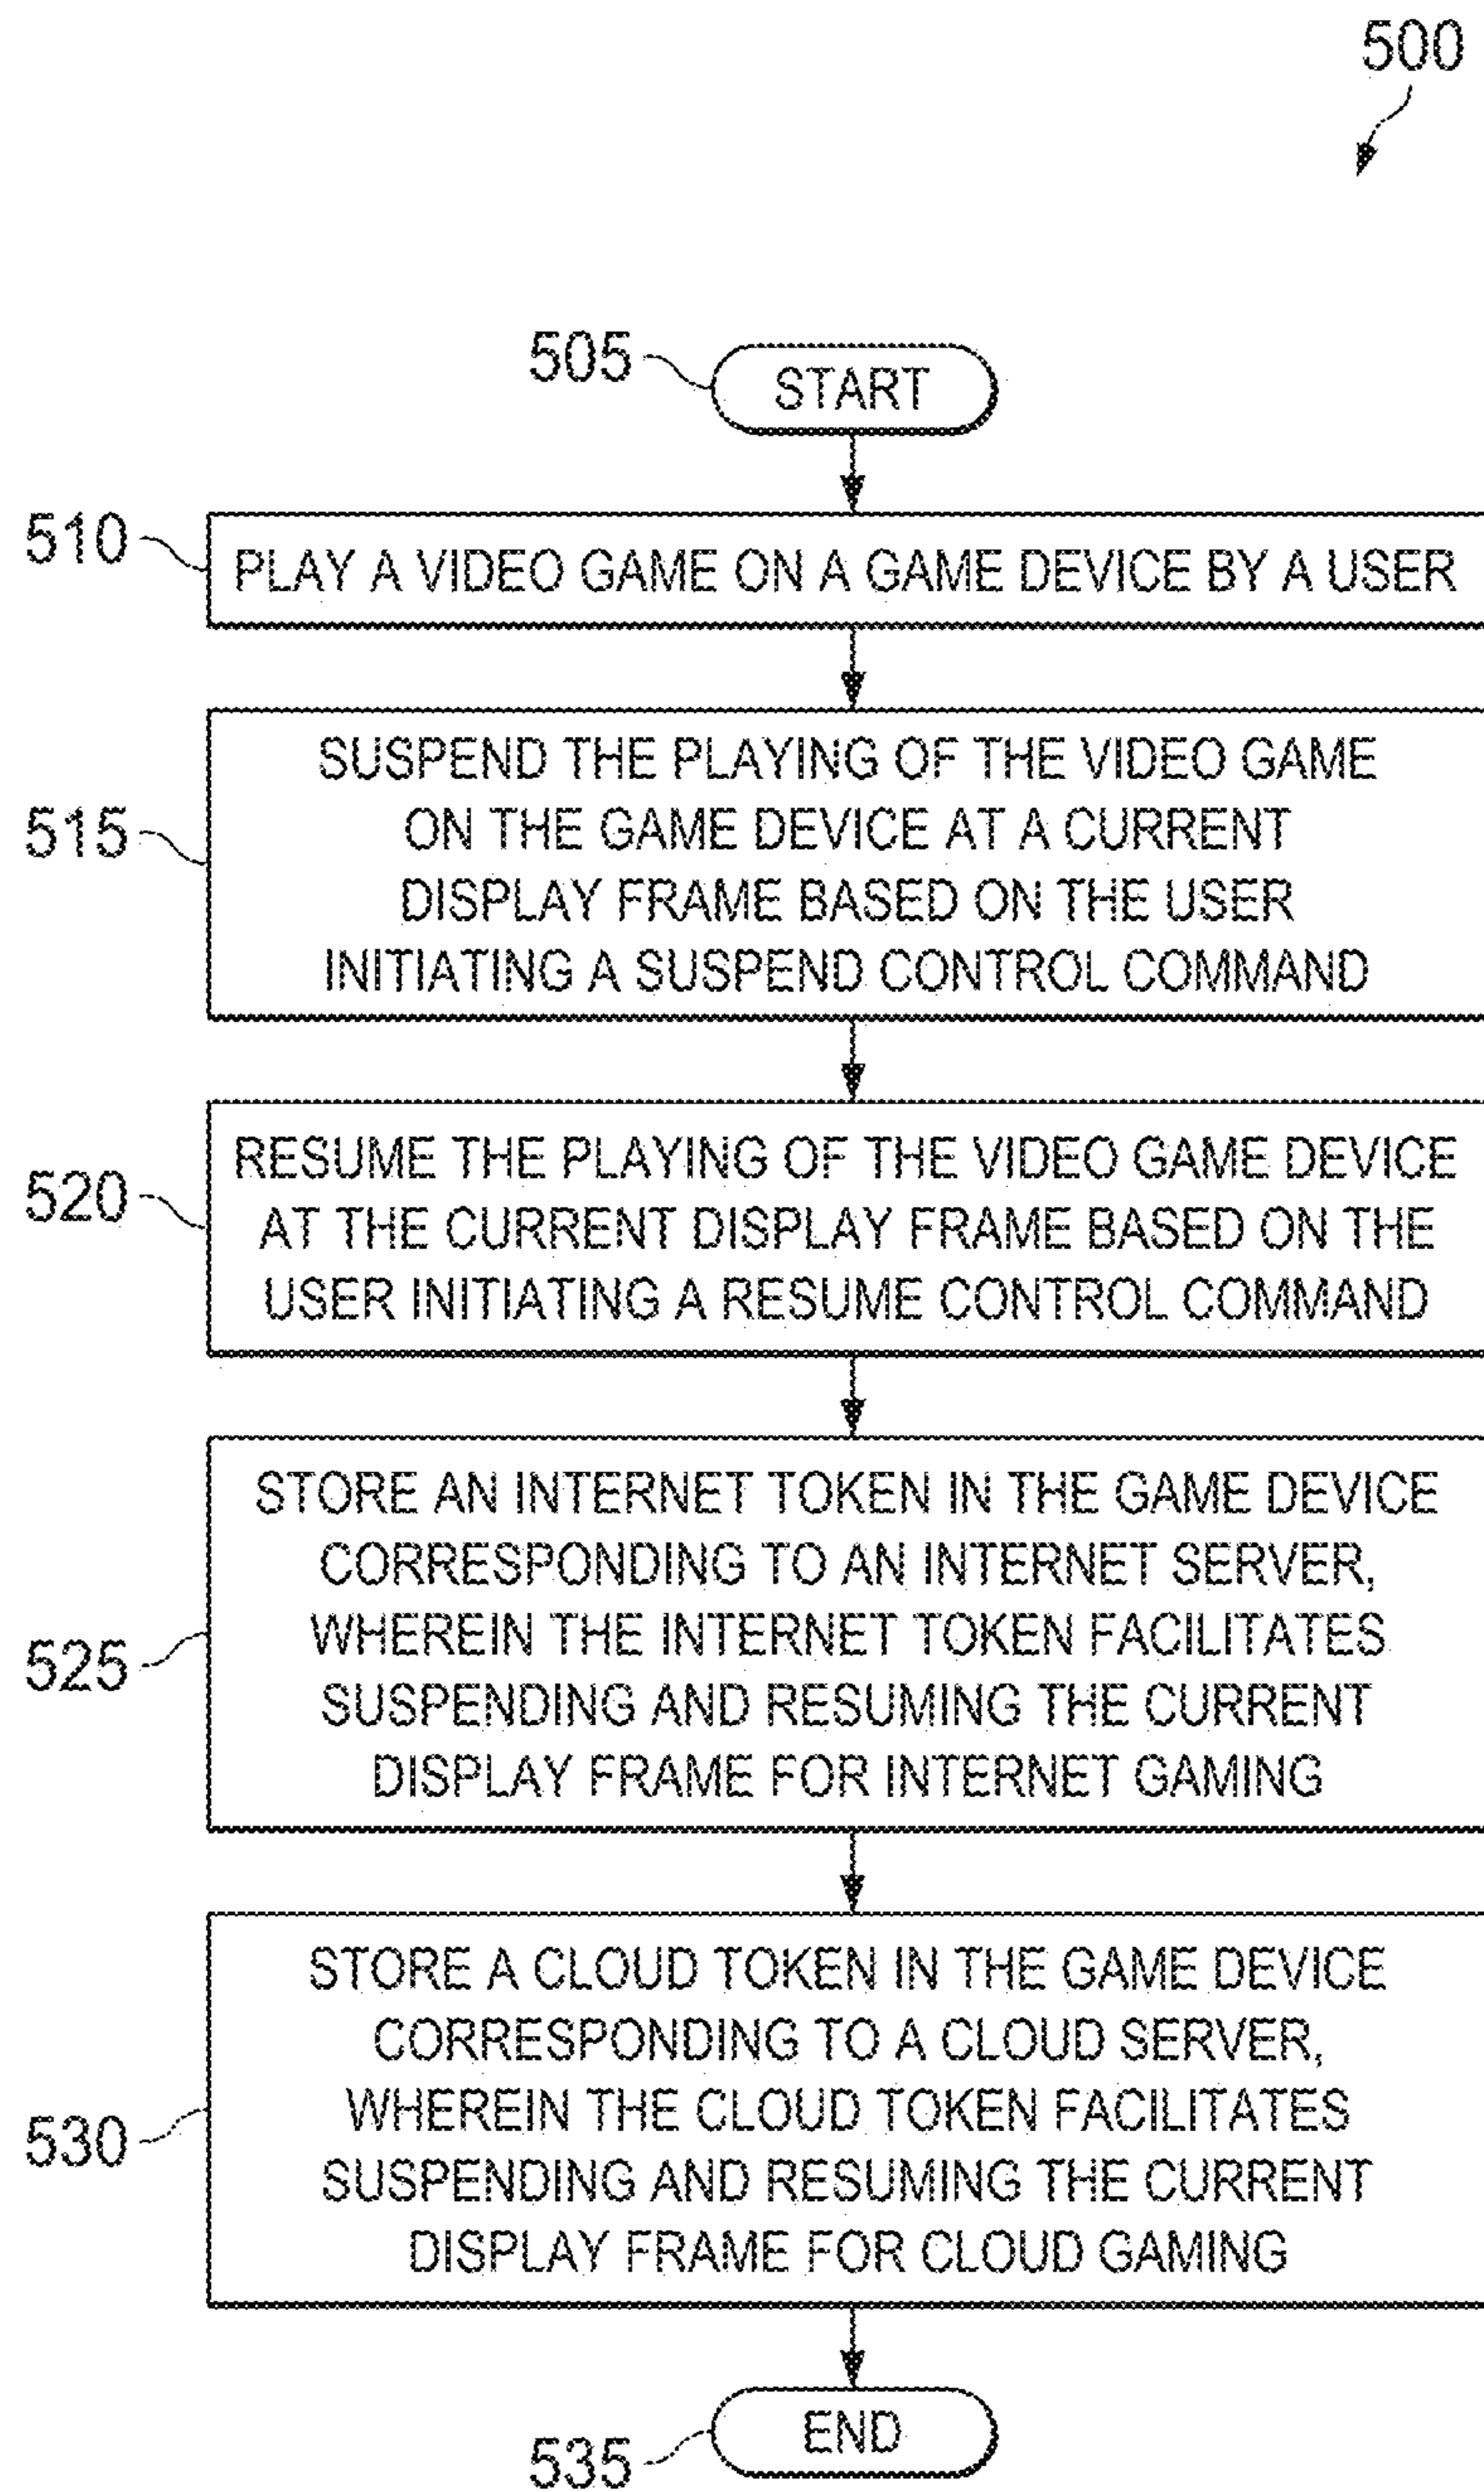 500
505
START
510
PLAY A VIDEO GAME ON A GAME DEVICE BY A USER
515
SUSPEND THE PLAYING OF THE VIDEO GAME
ON THE GAME DEVICE AT A CURRENT
DISPLAY FRAME BASED ON THE USER
INITIATING A SUSPEND CONTROL COMMAND
520
RESUME THE PLAYING OF THE VIDEO GAME DEVICE
AT THE CURRENT DISPLAY FRAME BASED ON THE
USER INITIATING A RESUME CONTROL COMMAND
525
STORE AN INTERNET TOKEN IN THE GAME DEVICE
CORRESPONDING TO AN INTERNET SERVER,
WHEREIN THE INTERNET TOKEN FACILITATES
SUSPENDING AND RESUMING THE CURRENT
DISPLAY FRAME FOR INTERNET GAMING
530
STORE A CLOUD TOKEN IN THE GAME DEVICE
CORRESPONDING TO A CLOUD SERVER,
WHEREIN THE CLOUD TOKEN FACILITATES
SUSPENDING AND RESUMING THE CURRENT
DISPLAY FRAME FOR CLOUD GAMING
535
END